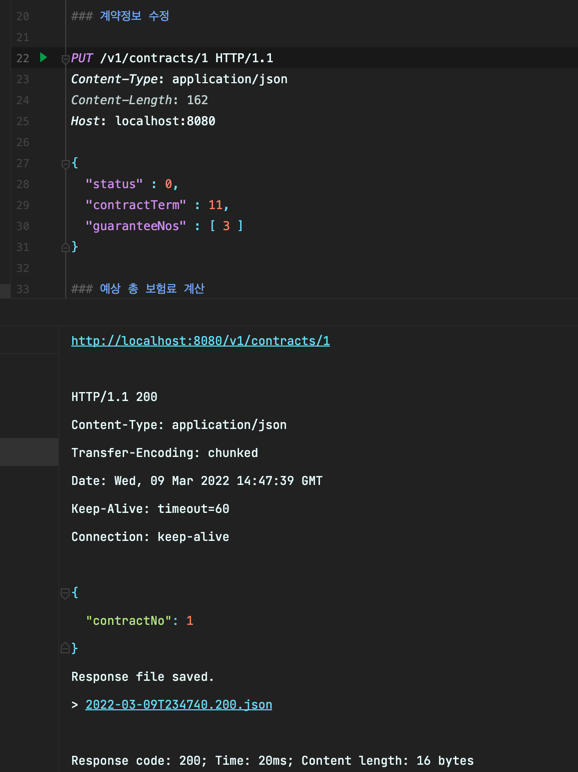 20 ### 계약정보 수정
21
22 PUT /v1/contracts/1 HTTP/1.1
23 Content-Type: application/json
24 Content-Length: 162
25 Host: localhost:8080
26
27 {
28 "status" : 0,
29 "contractTerm" : 11,
30 "guaranteeNos" : [ 3 ]
31 }
32
33 ### 예상 총 보험료 계산
http://localhost:8080/v1/contracts/1
HTTP/1.1 200
Content-Type: application/json
Transfer-Encoding: chunked
Date: Wed, 09 Mar 2022 14:47:39 GMT
Keep-Alive: timeout=60
Connection: keep-alive
{
"contractNo": 1
}
Response file saved.
> 2022-03-09T234740.200.json
Response code: 200; Time: 20ms; Content length: 16 bytes